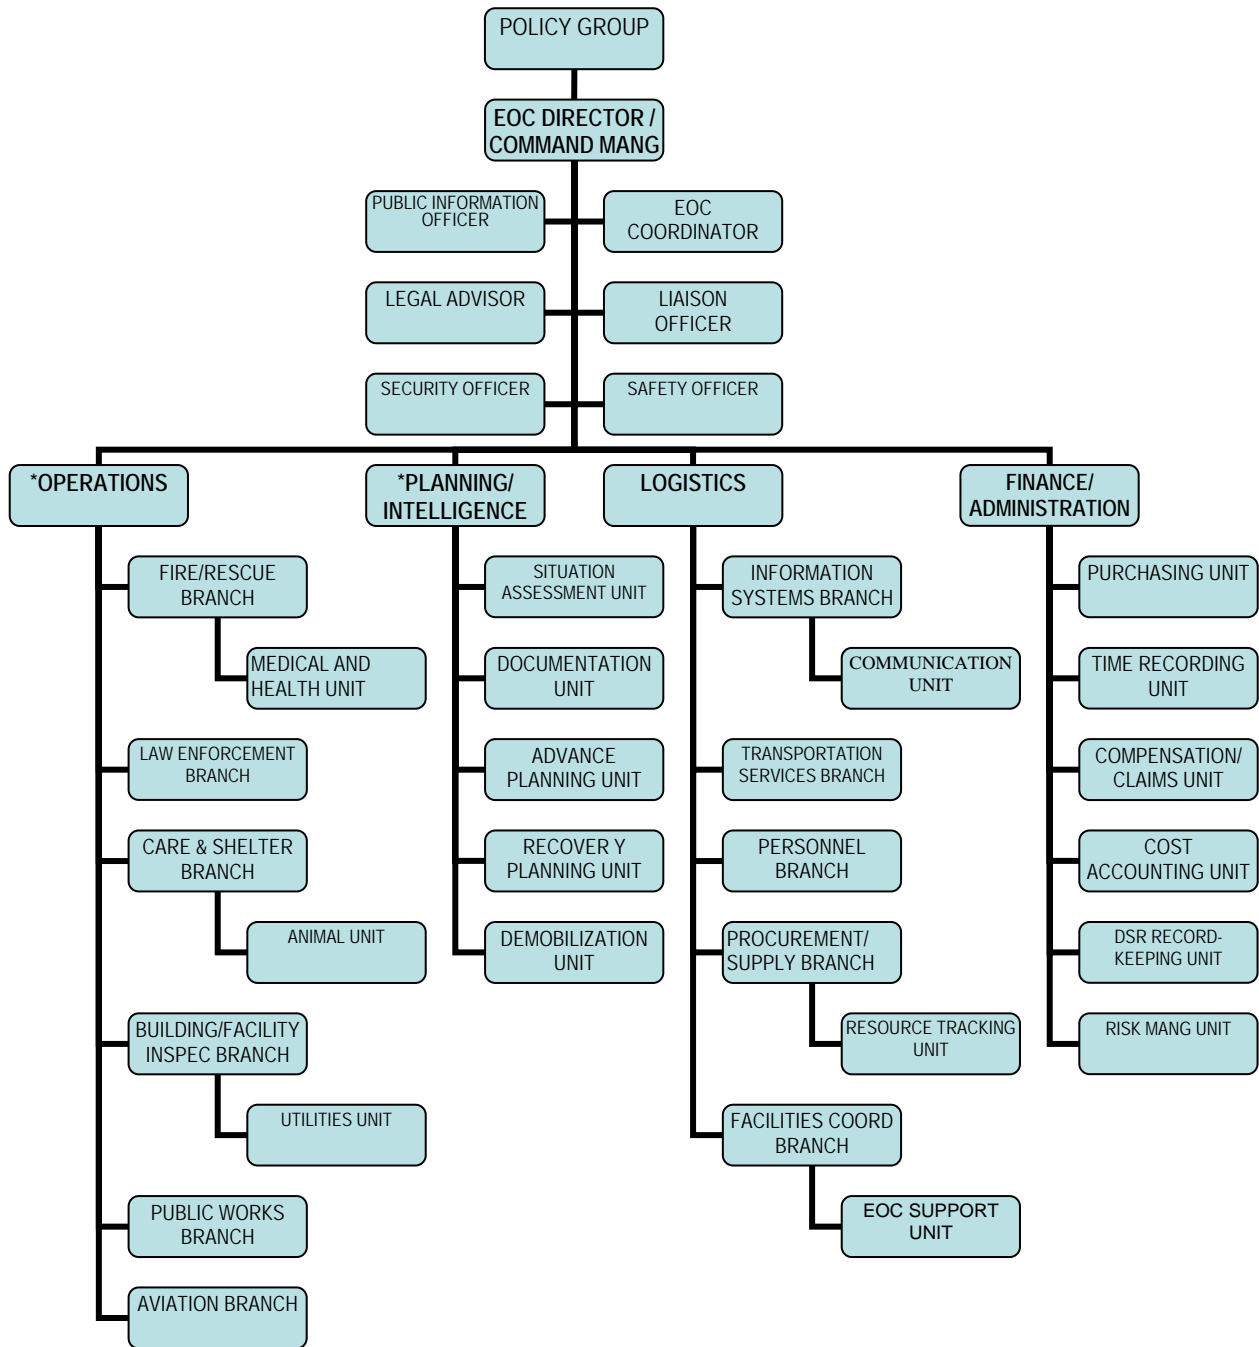 POLICY GROUP
EOC DIRECTOR /
COMMAND MANG
PUBLIC INFORMATION
OFFICER
EOC
COORDINATOR
LEGAL ADVISOR
LIAISON
OFFICER
SECURITY OFFICER
SAFETY OFFICER
*OPERATIONS
*PLANNING/
INTELLIGENCE
LOGISTICS
FINANCE/
ADMINISTRATION
FIRE/RESCUE
BRANCH
MEDICAL AND
HEALTH UNIT
LAW ENFORCEMENT
BRANCH
CARE & SHELTER
BRANCH
ANIMAL UNIT
BUILDING/FACILITY
INSPEC BRANCH
UTILITIES UNIT
PUBLIC WORKS
BRANCH
AVIATION BRANCH
SITUATION
ASSESSMENT UNIT
DOCUMENTATION
UNIT
ADVANCE
PLANNING UNIT
RECOVER Y
PLANNING UNIT
DEMOBILIZATION
UNIT
INFORMATION
SYSTEMS BRANCH
COMMUNICATION
UNIT
TRANSPORTATION
SERVICES BRANCH
PERSONNEL
BRANCH
PROCUREMENT/
SUPPLY BRANCH
RESOURCE TRACKING
UNIT
FACILITIES COORD
BRANCH
EOC SUPPORT
UNIT
PURCHASING UNIT
TIME RECORDING
UNIT
COMPENSATION/
CLAIMS UNIT
COST
ACCOUNTING UNIT
DSR RECORD-
KEEPING UNIT
RISK MANG UNIT